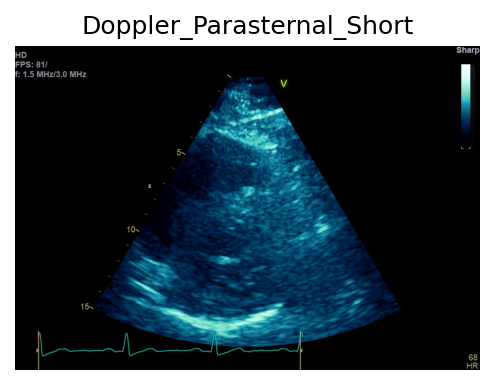 Doppler_Parasternal_Short
HD
FPS: 81/
f: 1.5 MHz/3.0 MHz
Sharp
V
5
10
15
68
HR